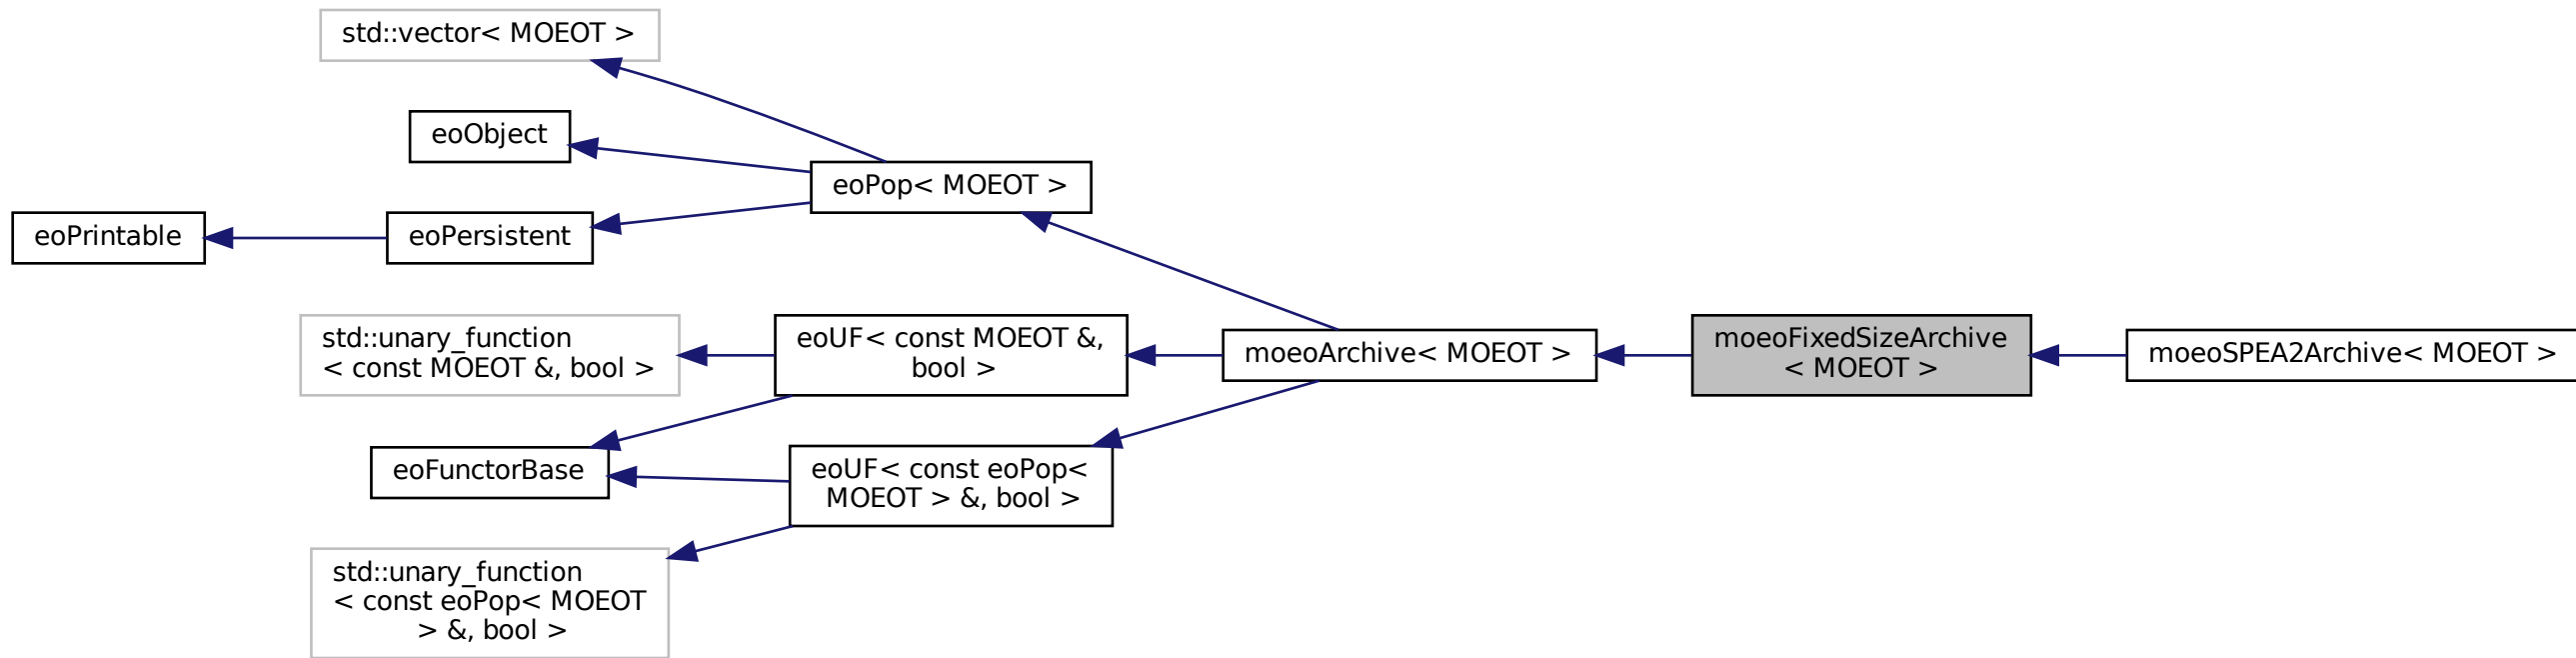 std::vector< MOEOT >
eoObject
eoPop< MOEOT >
eoPrintable
eoPersistent
std::unary_function
< const MOEOT &, bool >
eoUF< const MOEOT &,
bool >
moeoArchive< MOEOT >
moeoFixedSizeArchive
< MOEOT >
moeoSPEA2Archive< MOEOT >
eoFunctorBase
eoUF< const eoPop<
MOEOT > &, bool >
std::unary_function
< const eoPop< MOEOT
> &, bool >